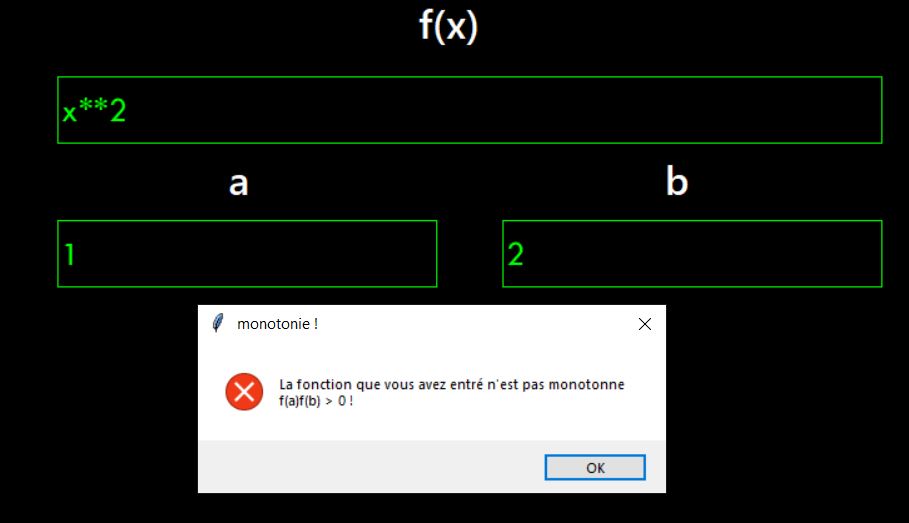 f(x)
x**2
a b
1 2
monotonie !
La fonction que vous avez entré n'est pas monotonne
f(a)f(b) > 0 !
OK